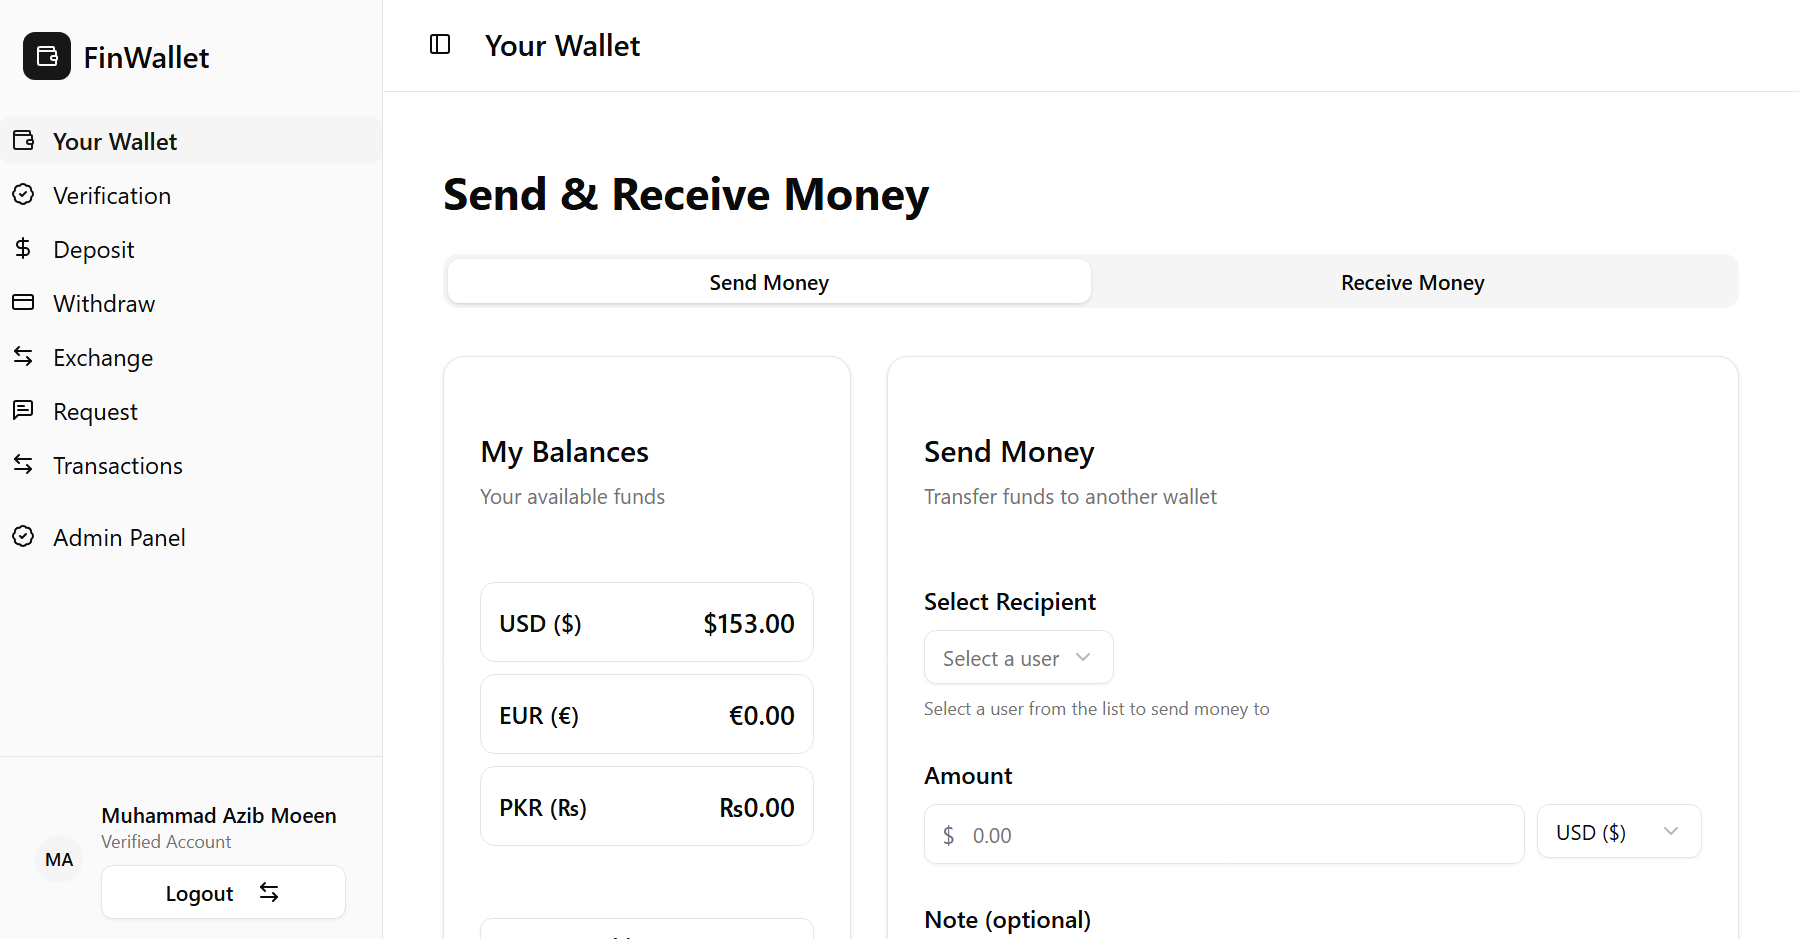 FinWallet
Your Wallet
Verification
Deposit
Withdraw
Exchange
Request
Transactions
Admin Panel
MA
Muhammad Azib Moeen
Verified Account
Logout
Your Wallet
Send & Receive Money
Send Money
Receive Money
My Balances
Your available funds
USD ($) $153.00
EUR (€) €0.00
PKR (₨) ₨0.00
Send Money
Transfer funds to another wallet
Select Recipient
Select a user
Select a user from the list to send money to
Amount
$ 0.00
USD ($)
Note (optional)